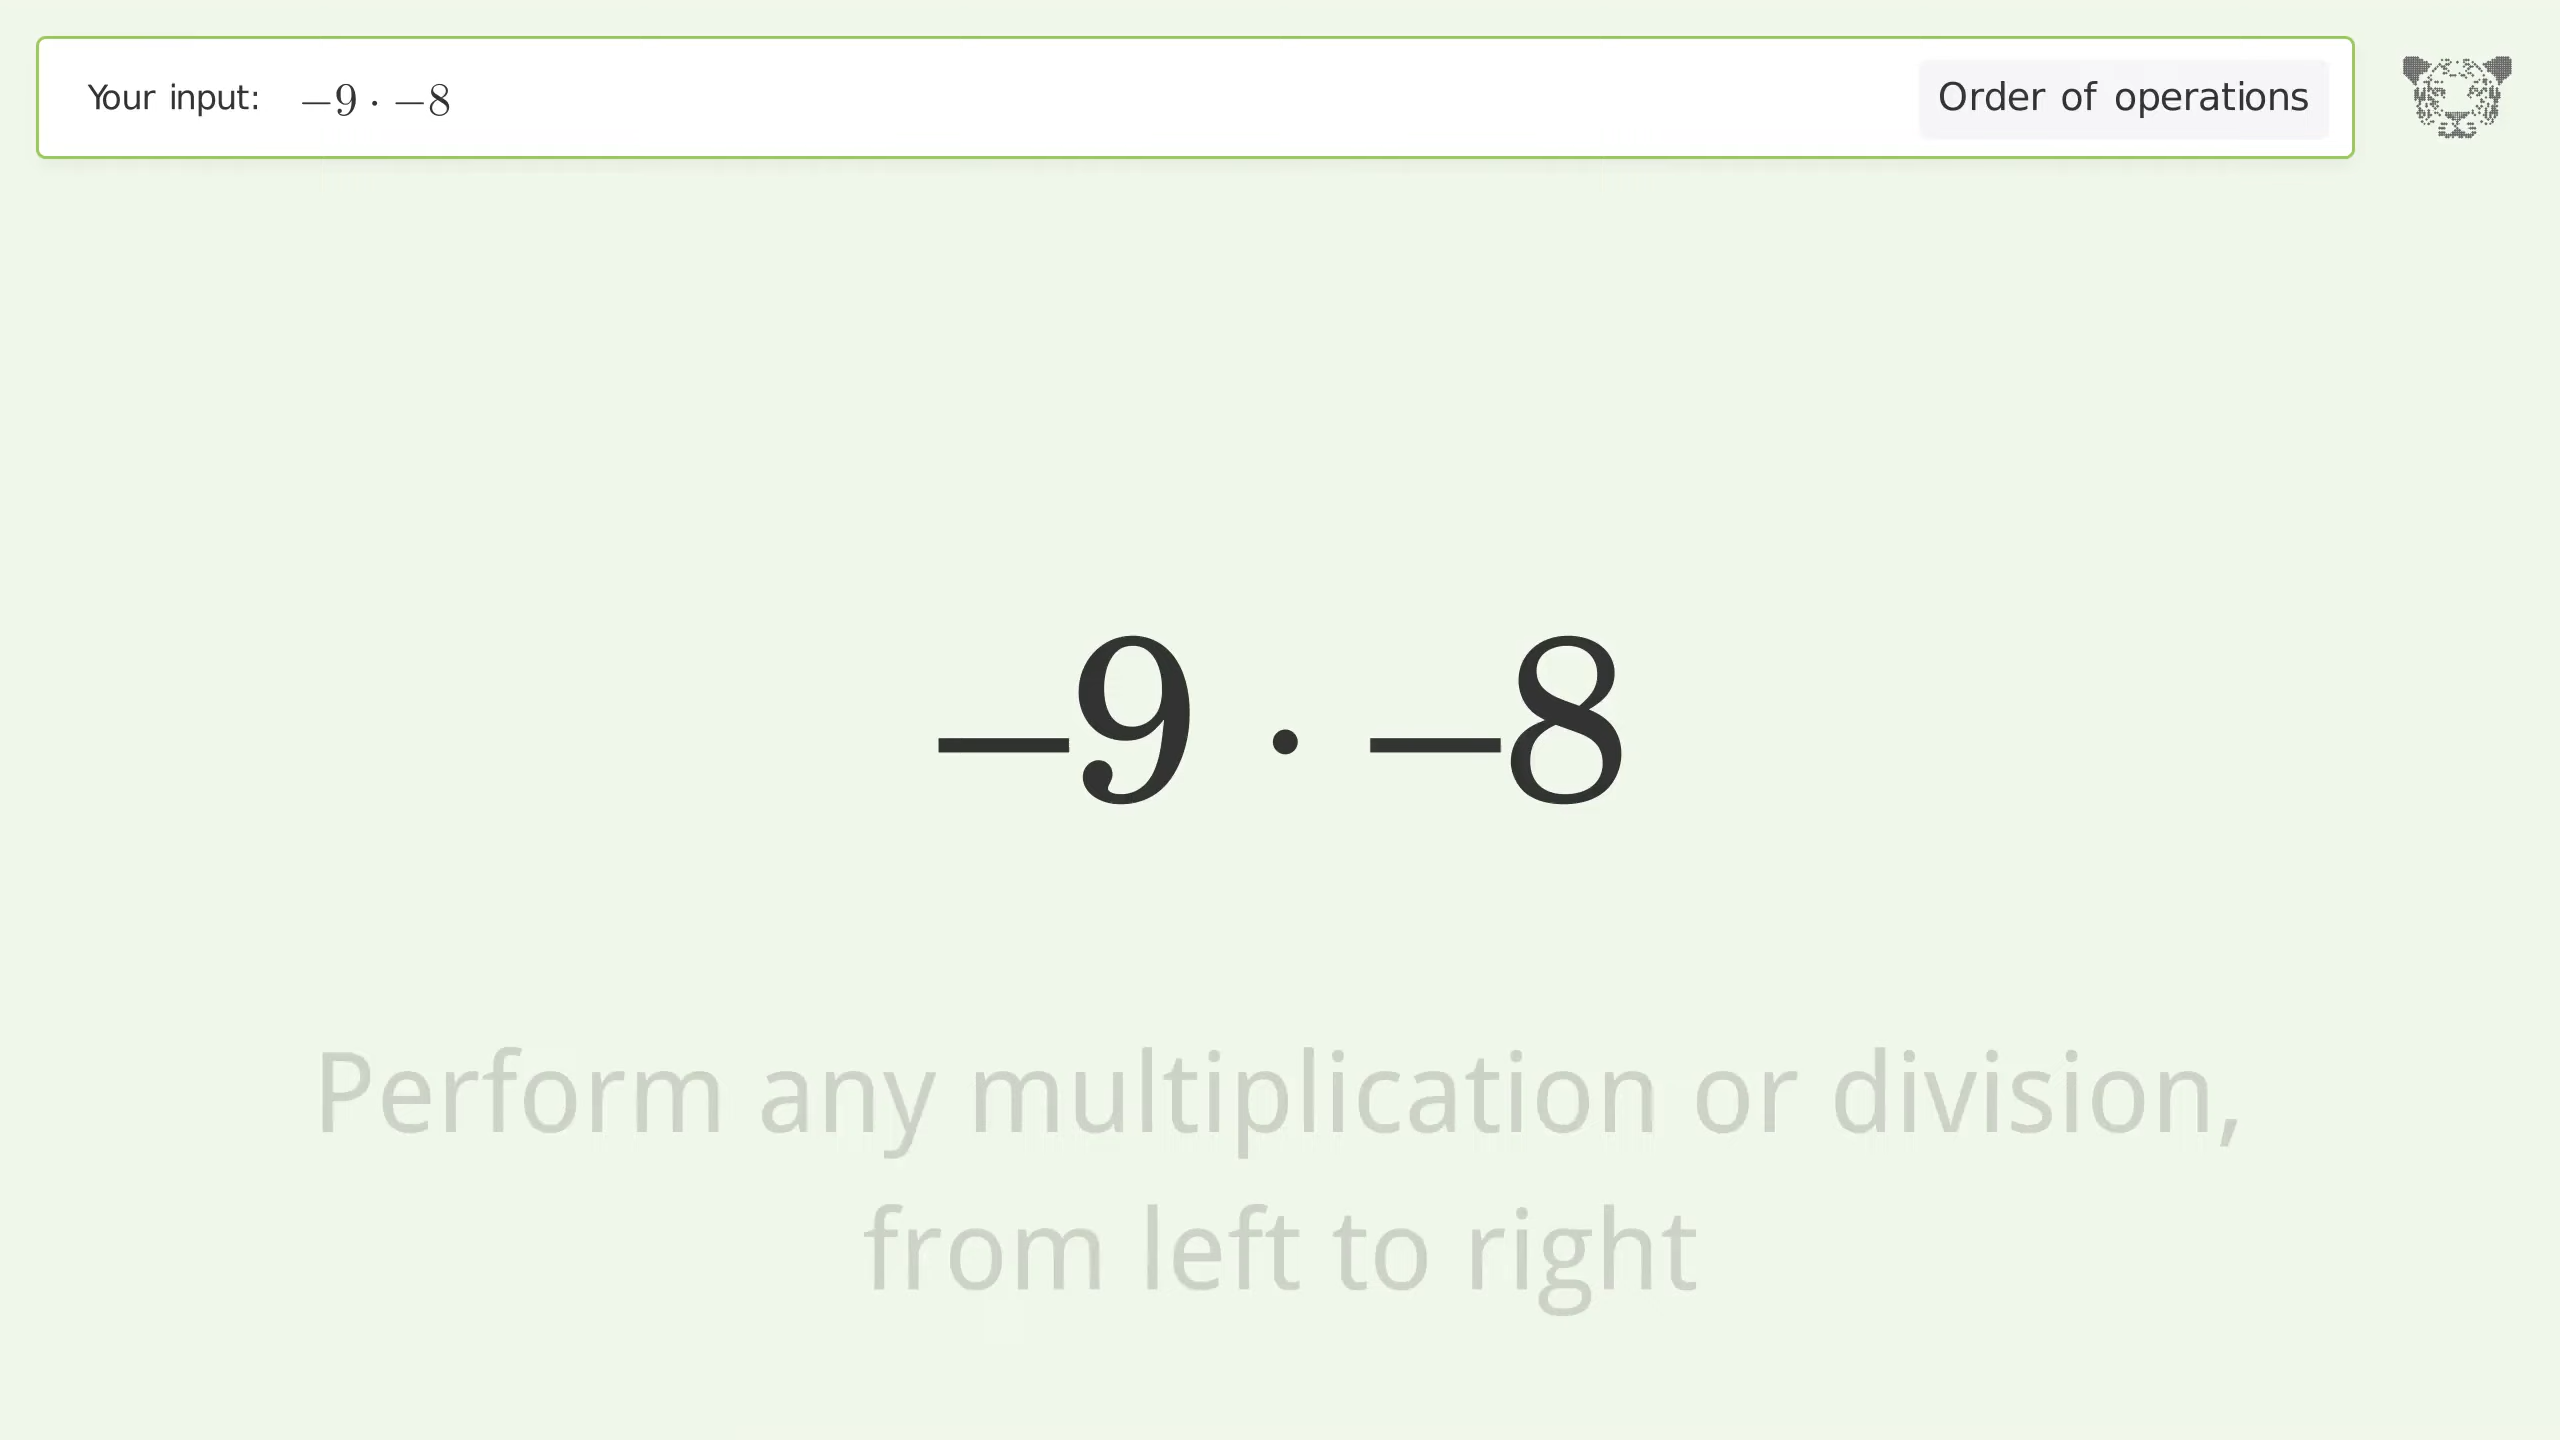 Your input: −9 · −8
Order of operations
−9 · −8
Perform any multiplication or division,
from left to right